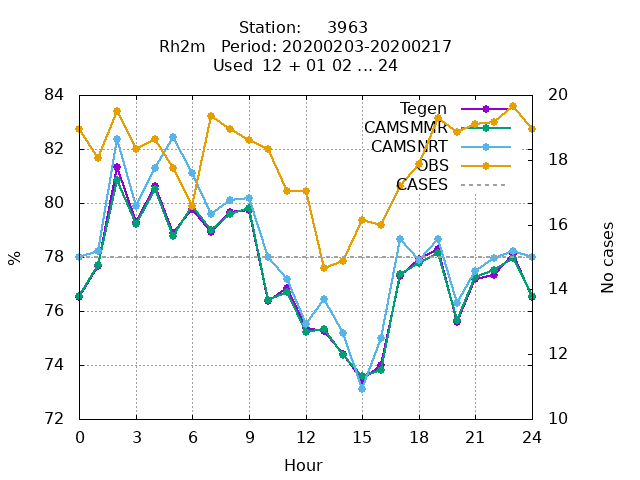 Station: 3963
Rh2m Period: 20200203-20200217
Used 12 + 01 02 ... 24
84
82
80
78
76
74
72
%
20
18
16
14
12
10
No cases
Tegen
CAMSMMR
CAMSNRT
OBS
CASES
0 3 6 9 12 15 18 21 24
Hour